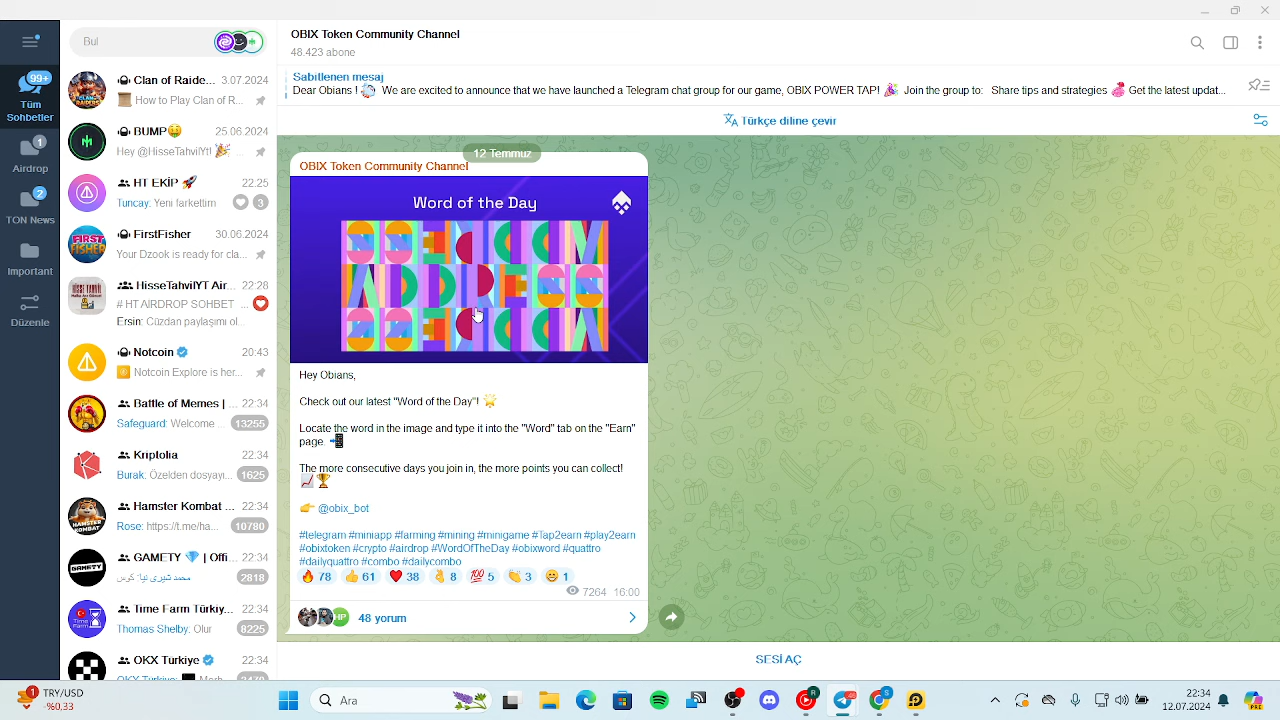 Bul
99+
Tüm
Sohbetler
1
Airdrop
2
TON News
Important
Düzenle
Clan of Raide... 3.07.2024
How to Play Clan of R...
BUMP 25.06.2024
Hey @HisseTahvilYt!
HT EKİP 22:25
Tuncay: Yeni farkettim 3
FirstFisher 30.06.2024
Your Dzook is ready for cla...
HisseTahvilYT Air... 22:28
# HT AIRDROP SOHBET ...
Ersin: Cüzdan paylaşımı ol...
Notcoin 20:43
Notcoin Explore is her...
Battle of Memes | ... 22:34
Safeguard: Welcome... 13255
Kriptolia 22:34
Burak: Özelden dosyayı... 1625
Hamster Kombat ... 22:34
Rose: https://t.me/ha... 10780
GAMETY | Offi... 22:34
2818
Time Farm Türkiy... 22:34
Thomas Shelby: Olur 8225
OKX Türkiye 22:34
OBIX Token Community Channel
48.423 abone
Sabitlenen mesaj
Dear Obians ! We are excited to announce that we have launched a Telegram chat group for our game, OBIX POWER TAP! Join the group to: Share tips and strategies Get the latest updat...
Türkçe diline çevir
12 Temmuz
OBIX Token Community Channel
Word of the Day
ADDRESS
Hey Obians,
Check out our latest "Word of the Day"!
Locate the word in the image and type it into the "Word" tab on the "Earn"
page.
The more consecutive days you join in, the more points you can collect!
@obix_bot
#telegram #miniapp #farming #mining #minigame #Tap2earn #play2earn
#obixtoken #crypto #airdrop #WordOfTheDay #obixword #quattro
#dailyquattro #combo #dailycombo
78 61 38 8 5 3 1
7264 16:00
HP 48 yorum
SESİ AÇ
1 TRY/USD
-%0,33
Ara
22:34
12.07.2024